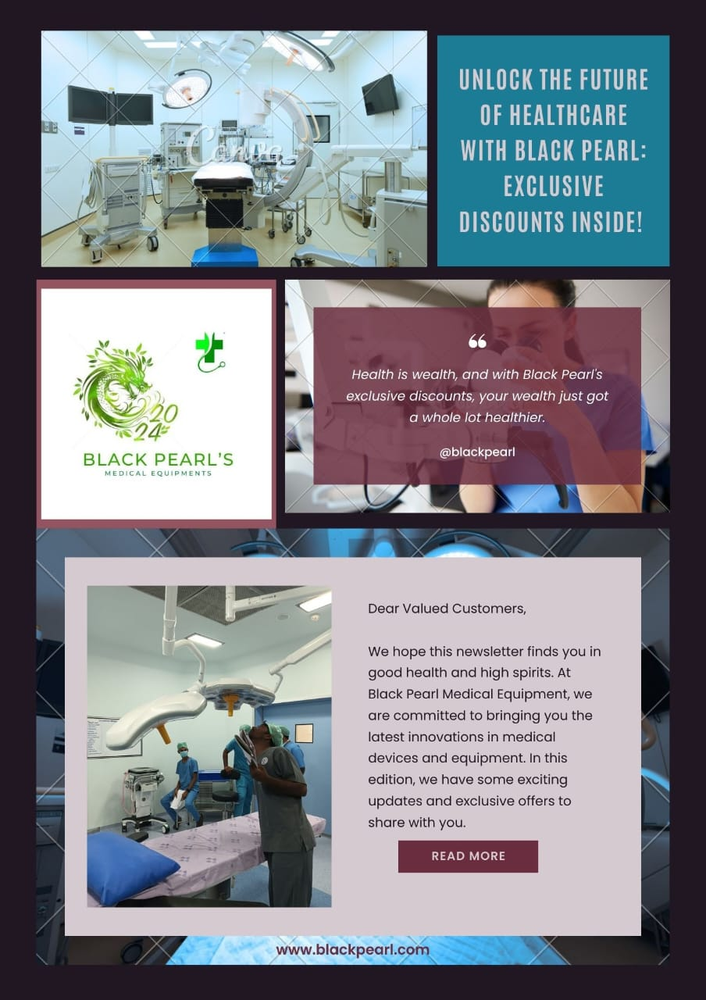 Canva
UNLOCK THE FUTURE
OF HEALTHCARE
WITH BLACK PEARL:
EXCLUSIVE
DISCOUNTS INSIDE!
2024
BLACK PEARL'S
MEDICAL EQUIPMENTS
❝
Health is wealth, and with Black Pearl's
exclusive discounts, your wealth just got
a whole lot healthier.
@blackpearl
Dear Valued Customers,
We hope this newsletter finds you in
good health and high spirits. At
Black Pearl Medical Equipment, we
are committed to bringing you the
latest innovations in medical
devices and equipment. In this
edition, we have some exciting
updates and exclusive offers to
share with you.
READ MORE
www.blackpearl.com